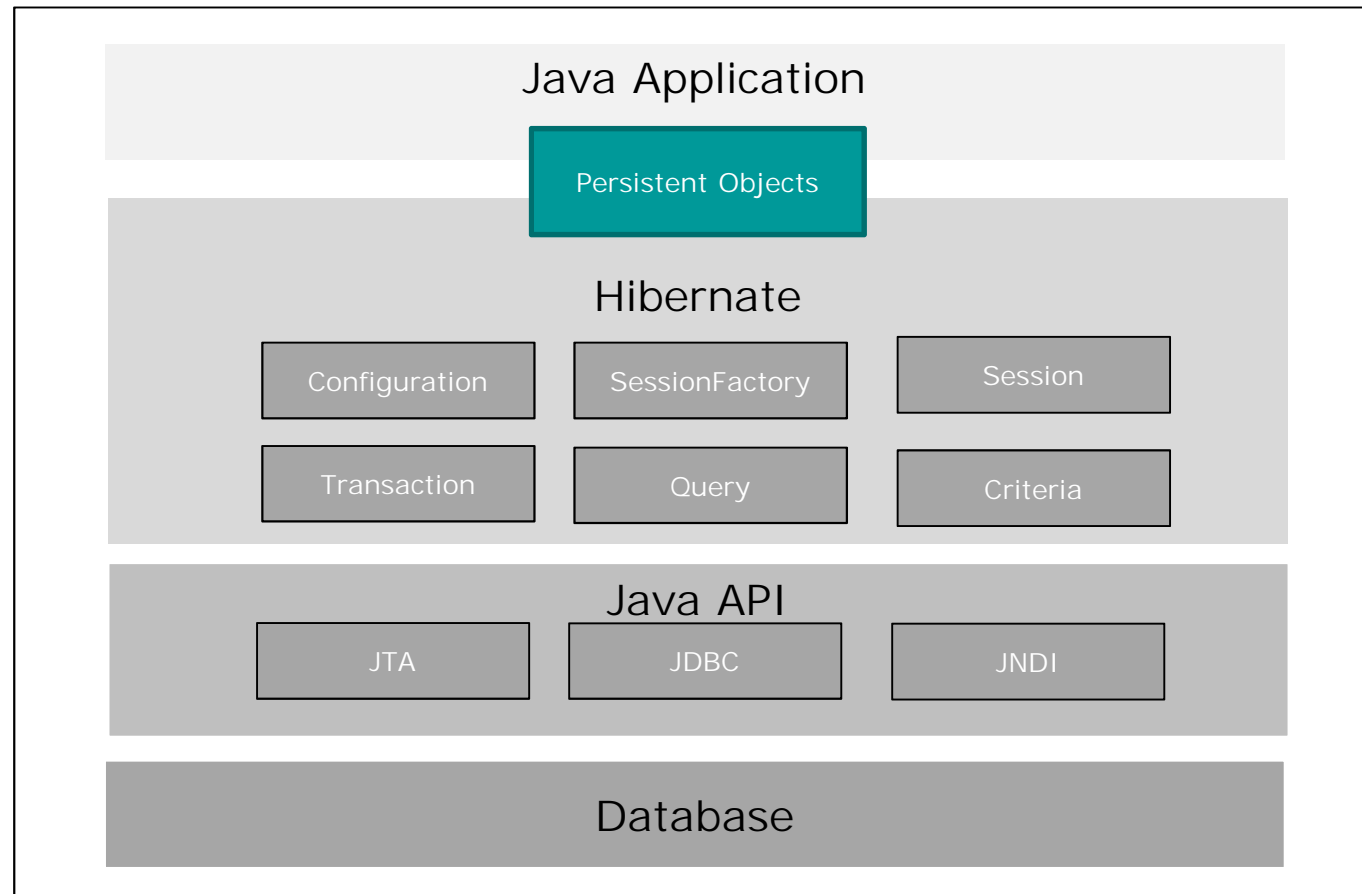 Java Application
Persistent Objects
Hibernate
Configuration
SessionFactory
Session
Transaction
Query
Criteria
Java API
JTA
JDBC
JNDI
Database